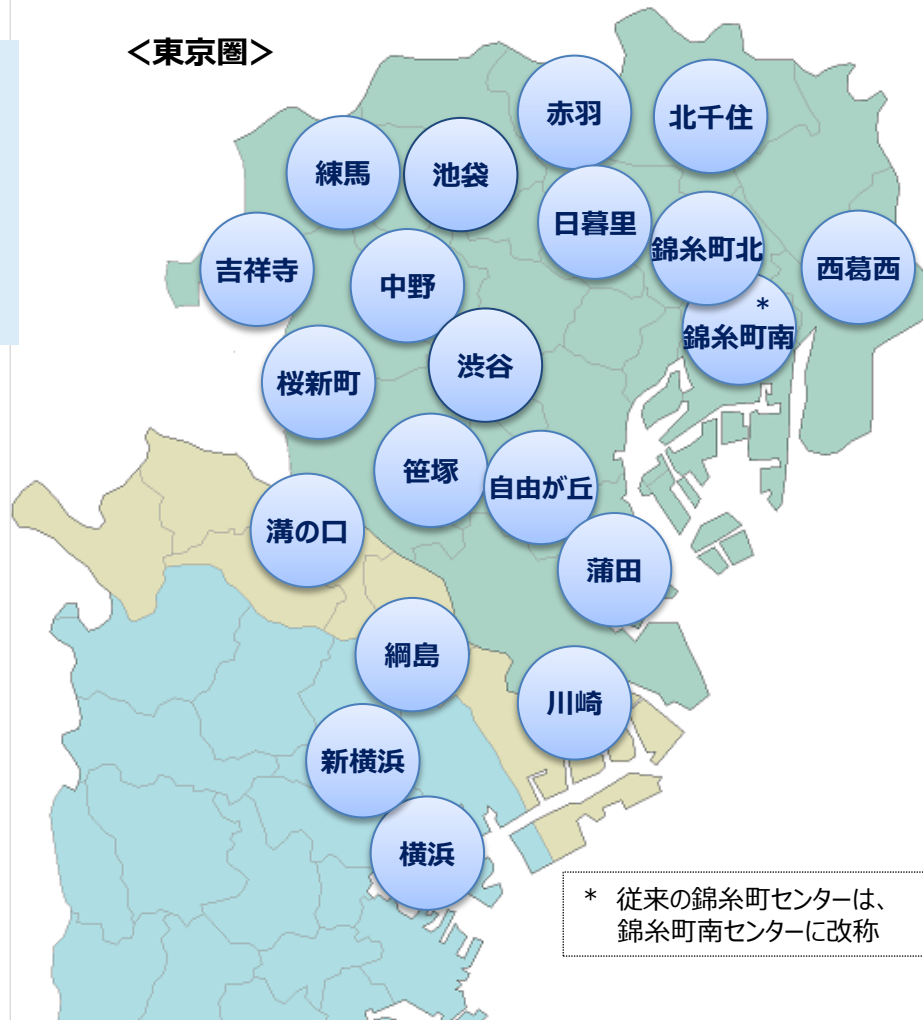 ＜東京圏＞
赤羽
北千住
練馬
池袋
日暮里
錦糸町北
吉祥寺
中野
西葛西
*
錦糸町南
渋谷
桜新町
笹塚
自由が丘
溝の口
蒲田
綱島
川崎
新横浜
横浜
* 従来の錦糸町センターは、
錦糸町南センターに改称